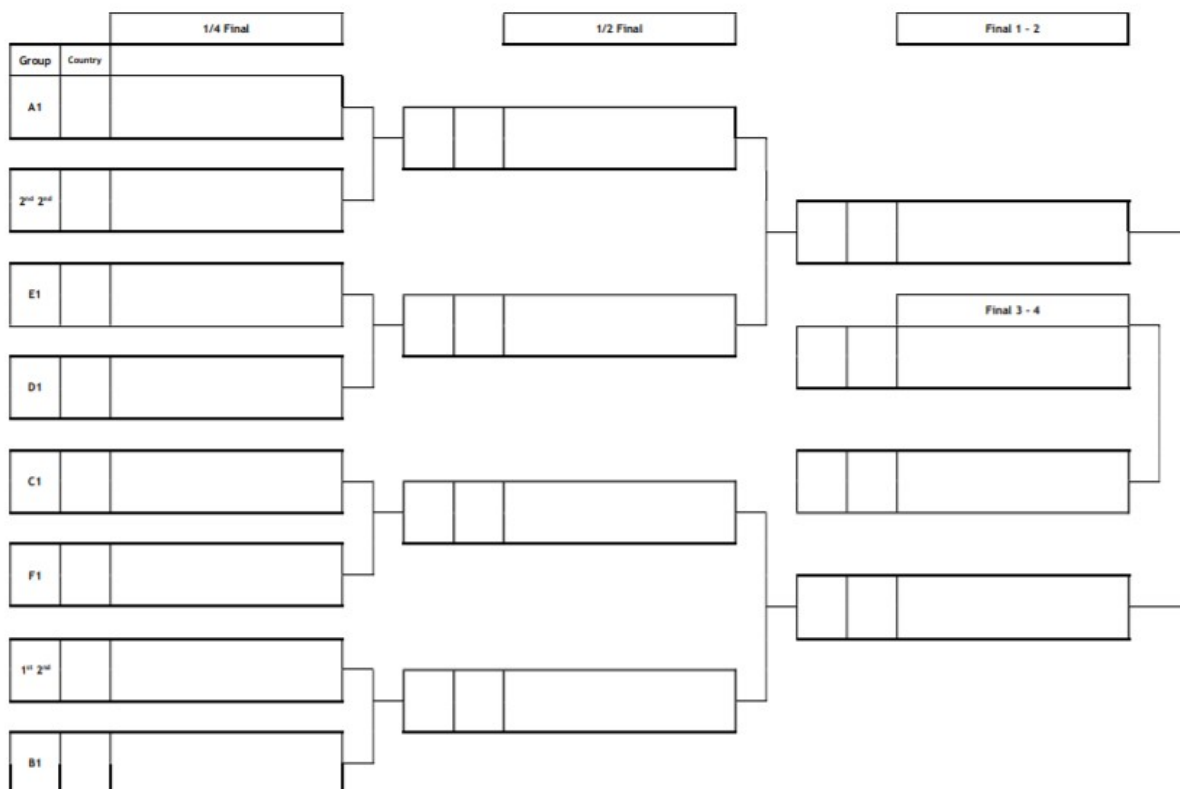 1/4 Final 1/2 Final Final 1 - 2
Group Country
A1
2nd 2nd
E1
Final 3 - 4
D1
C1
F1
1st 2nd
B1